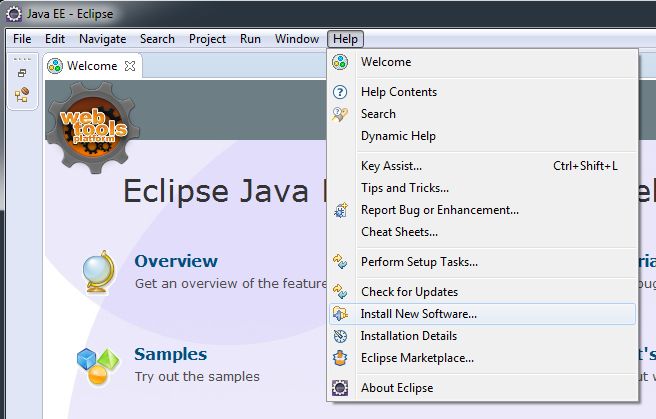 Java EE - Eclipse
File Edit Navigate Search Project Run Window Help
Welcome
web
tools
platform
Eclipse Java
Overview
Get an overview of the feature
Samples
Try out the samples
Welcome
Help Contents
Search
Dynamic Help
Key Assist... Ctrl+Shift+L
Tips and Tricks...
Report Bug or Enhancement...
Cheat Sheets...
Perform Setup Tasks...
Check for Updates
Install New Software...
Installation Details
Eclipse Marketplace...
About Eclipse